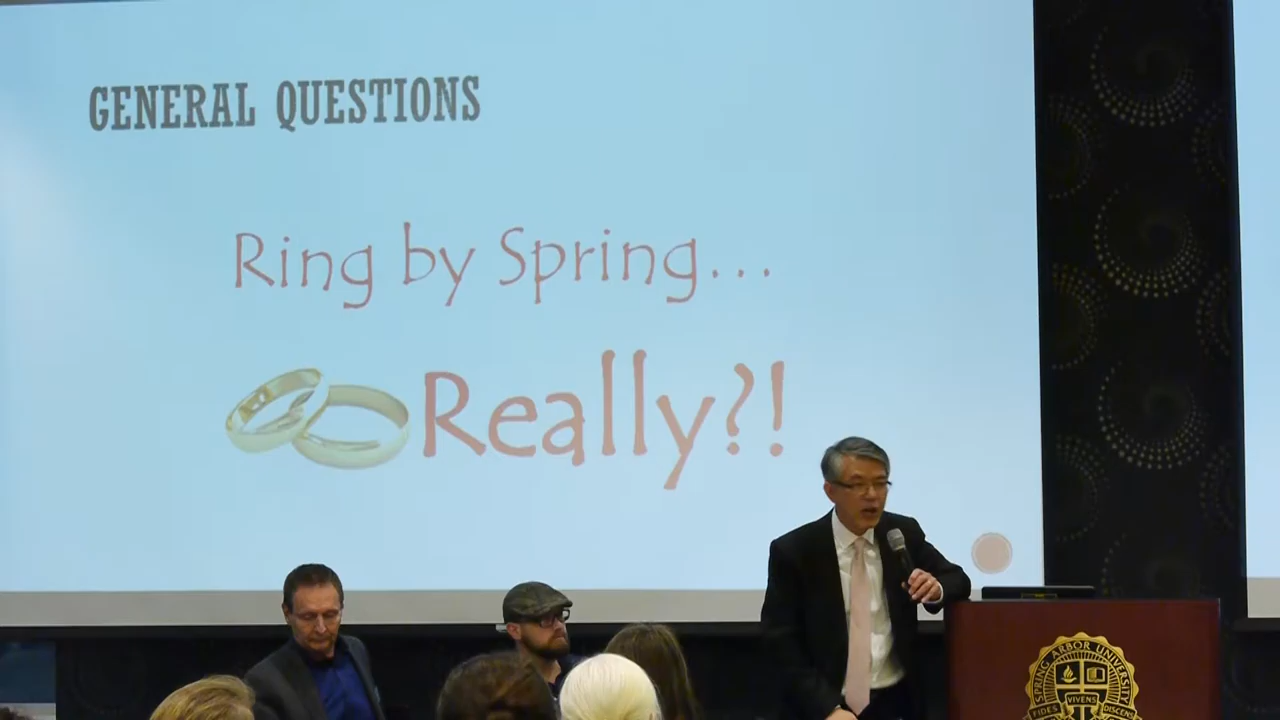 GENERAL QUESTIONS
Ring by Spring...
Really?!
SPRING ARBOR UNIVERSITY
FIDES VIVENS DISCENS